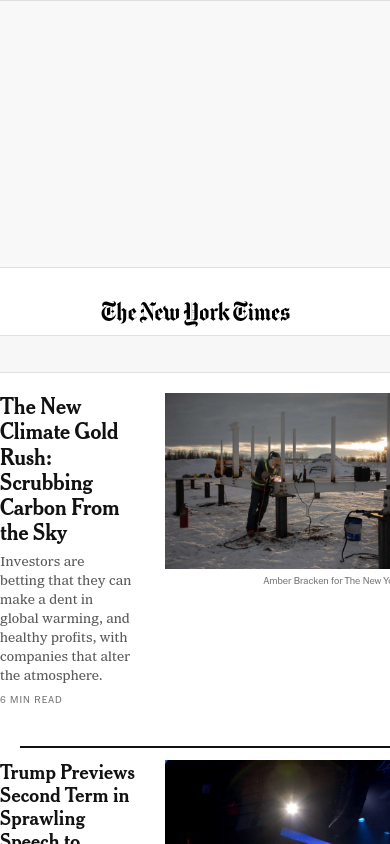 The New York Times
The New
Climate Gold
Rush:
Scrubbing
Carbon From
the Sky
Investors are
betting that they can
make a dent in
global warming, and
healthy profits, with
companies that alter
the atmosphere.
6 MIN READ
Amber Bracken for The New
Trump Previews
Second Term in
Sprawling
Speech to